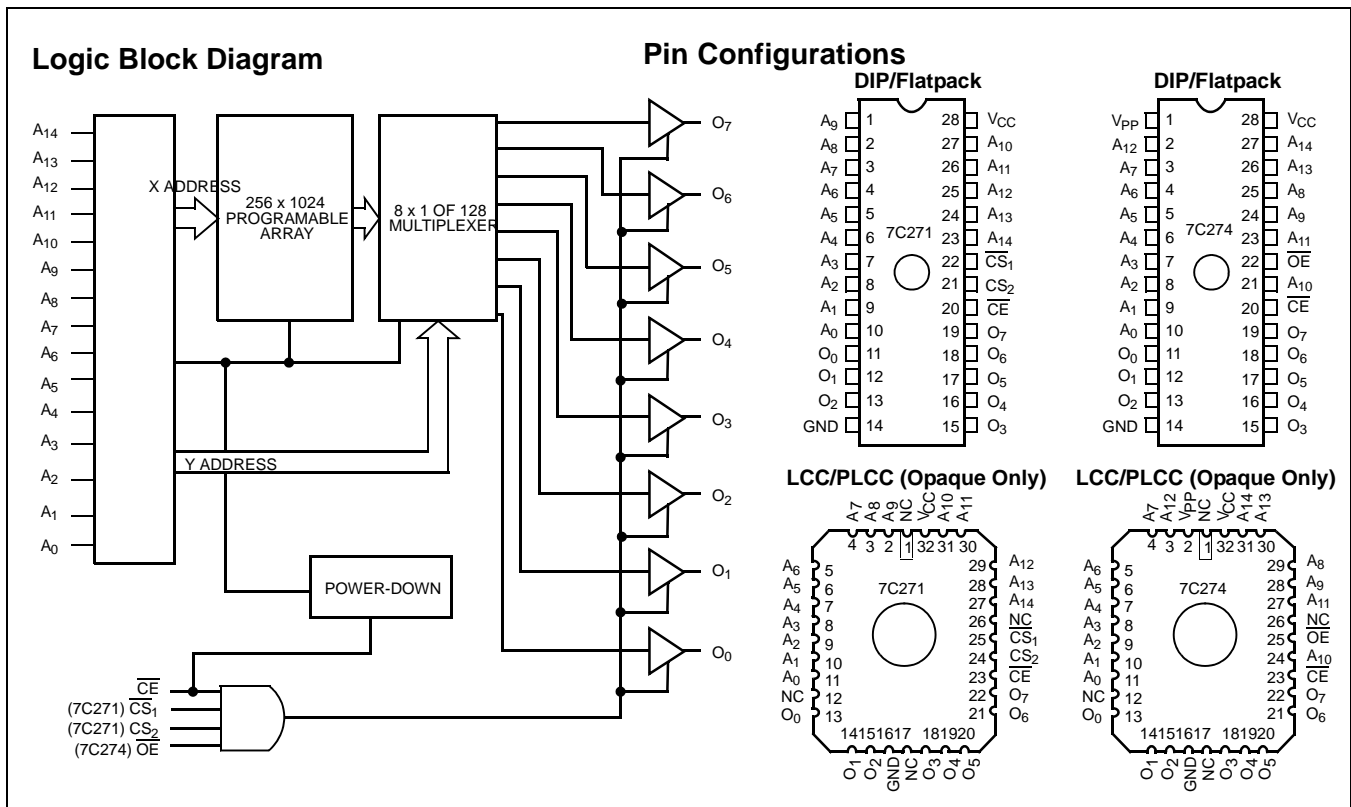 Logic Block Diagram
A14
A13
A12
A11
A10
A9
A8
A7
A6
A5
A4
A3
A2
A1
A0
X ADDRESS
256 x 1024
PROGRAMABLE
ARRAY
8 x 1 OF 128
MULTIPLEXER
Y ADDRESS
POWER-DOWN
CE
(7C271) CS1
(7C271) CS2
(7C274) OE
O7
O6
O5
O4
O3
O2
O1
O0
Pin Configurations
DIP/Flatpack
7C271
A9 1 28 VCC
A8 2 27 A10
A7 3 26 A11
A6 4 25 A12
A5 5 24 A13
A4 6 23 A14
A3 7 22 CS1
A2 8 21 CS2
A1 9 20 CE
A0 10 19 O7
O0 11 18 O6
O1 12 17 O5
O2 13 16 O4
GND 14 15 O3
DIP/Flatpack
7C274
VPP 1 28 VCC
A12 2 27 A14
A7 3 26 A13
A6 4 25 A8
A5 5 24 A9
A4 6 23 A11
A3 7 22 OE
A2 8 21 A10
A1 9 20 CE
A0 10 19 O7
O0 11 18 O6
O1 12 17 O5
O2 13 16 O4
GND 14 15 O3
LCC/PLCC (Opaque Only)
A7 A8 A9 NC VCC A10 A11
4 3 2 1 32 31 30
7C271
A6 5 29 A12
A5 6 28 A13
A4 7 27 A14
A3 8 26 NC
A2 9 25 CS1
A1 10 24 CS2
A0 11 23 CE
NC 12 22 O7
O0 13 21 O6
14 15 16 17 18 19 20
O1 O2 GND NC O3 O4 O5
LCC/PLCC (Opaque Only)
A7 A12 VPP NC VCC A14 A13
4 3 2 1 32 31 30
7C274
A6 5 29 A8
A5 6 28 A9
A4 7 27 A11
A3 8 26 NC
A2 9 25 OE
A1 10 24 A10
A0 11 23 CE
NC 12 22 O7
O0 13 21 O6
14 15 16 17 18 19 20
O1 O2 GND NC O3 O4 O5